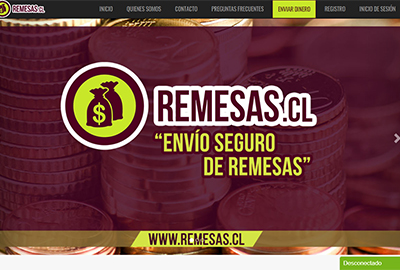 REMESAS.CL
INICIO
QUIENES SOMOS
CONTACTO
PREGUNTAS FRECUENTES
ENVIAR DINERO
REGISTRO
INICIO DE SESIÓN
$
REMESAS.CL
“ENVÍO SEGURO
DE REMESAS”
WWW.REMESAS.CL
Desconectado